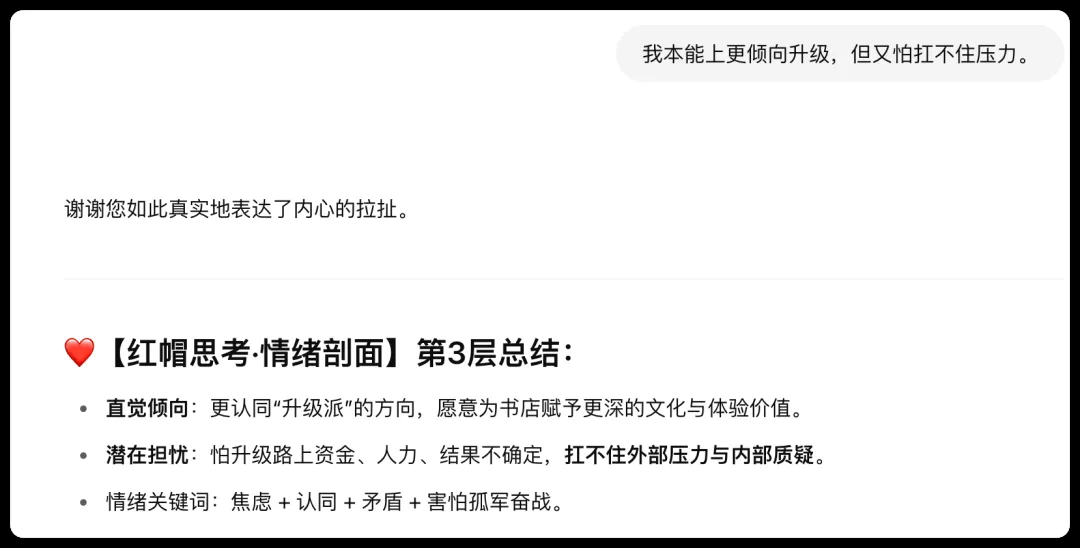 我本能上更倾向升级，但又怕扛不住压力。
谢谢您如此真实地表达了内心的拉扯。
❤️【红帽思考·情绪剖面】第3层总结：
• 直觉倾向：更认同“升级派”的方向，愿意为书店赋予更深的文化与体验价值。
• 潜在担忧：怕升级路上资金、人力、结果不确定，扛不住外部压力与内部质疑。
• 情绪关键词：焦虑 + 认同 + 矛盾 + 害怕孤军奋战。